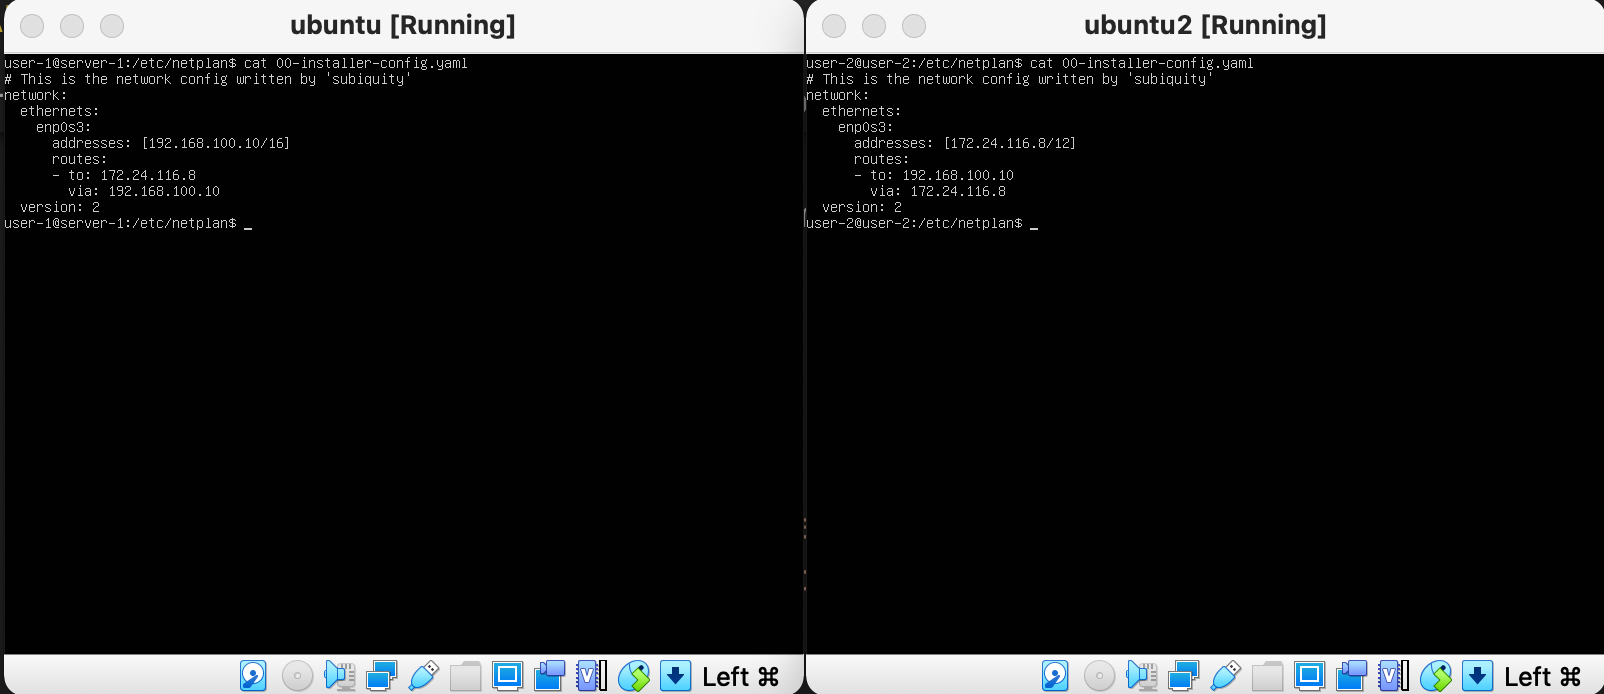 ubuntu [Running]
user-1@server-1:/etc/netplan$ cat 00-installer-config.yaml
# This is the network config written by 'subiquity'
network:
  ethernets:
    enp0s3:
      addresses: [192.168.100.10/16]
      routes:
      - to: 172.24.116.8
        via: 192.168.100.10
  version: 2
user-1@server-1:/etc/netplan$ _
Left ⌘
ubuntu2 [Running]
user-2@user-2:/etc/netplan$ cat 00-installer-config.yaml
# This is the network config written by 'subiquity'
network:
  ethernets:
    enp0s3:
      addresses: [172.24.116.8/12]
      routes:
      - to: 192.168.100.10
        via: 172.24.116.8
  version: 2
user-2@user-2:/etc/netplan$ _
Left ⌘